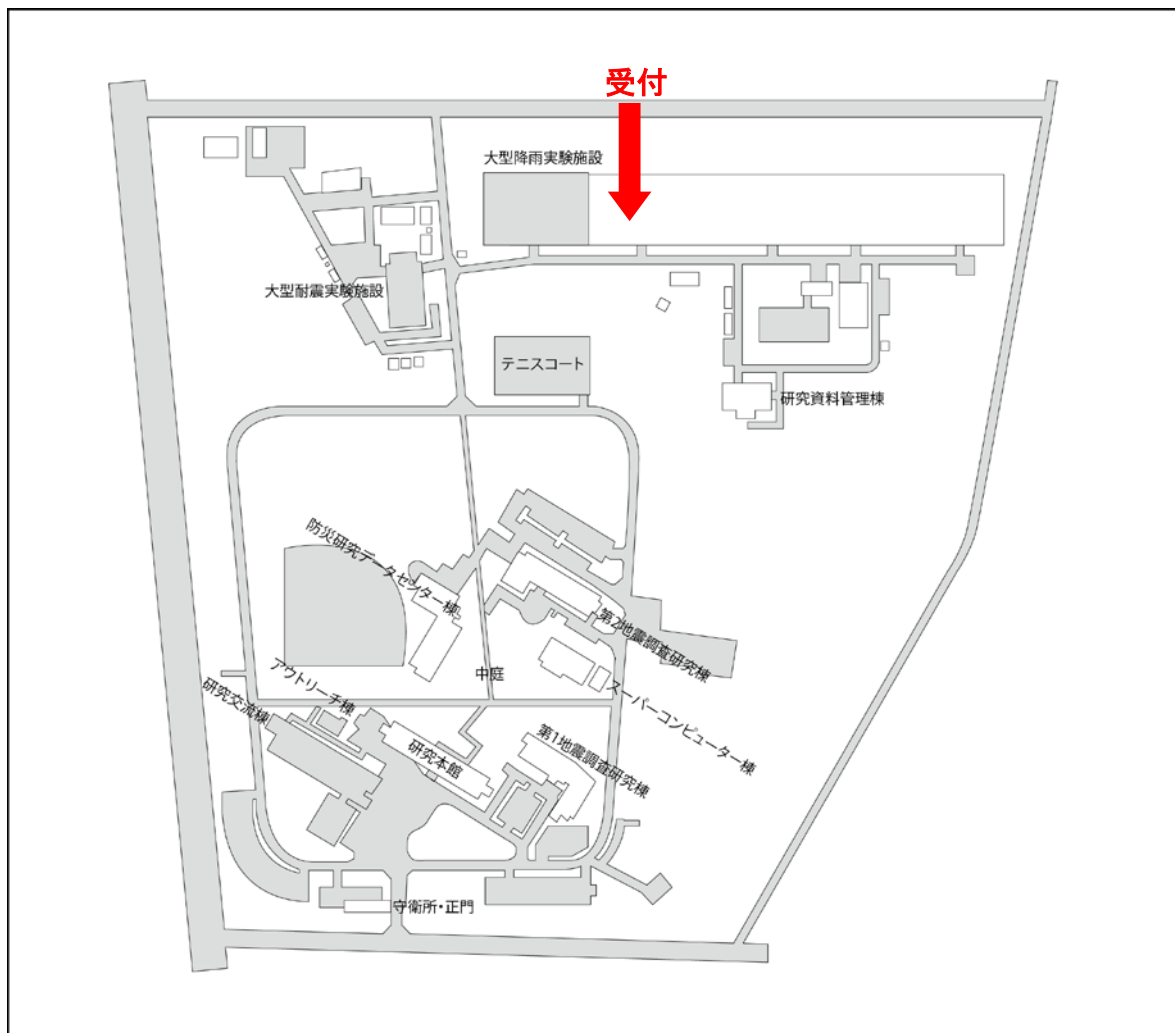 受付
大型降雨実験施設
大型耐震実験施設
テニスコート
研究資料管理棟
防災研究データセンター棟
第2地震調査研究棟
中庭
アウトリーチ棟
研究交流棟
スーパーコンピューター棟
研究本館
第1地震調査研究棟
守衛所・正門